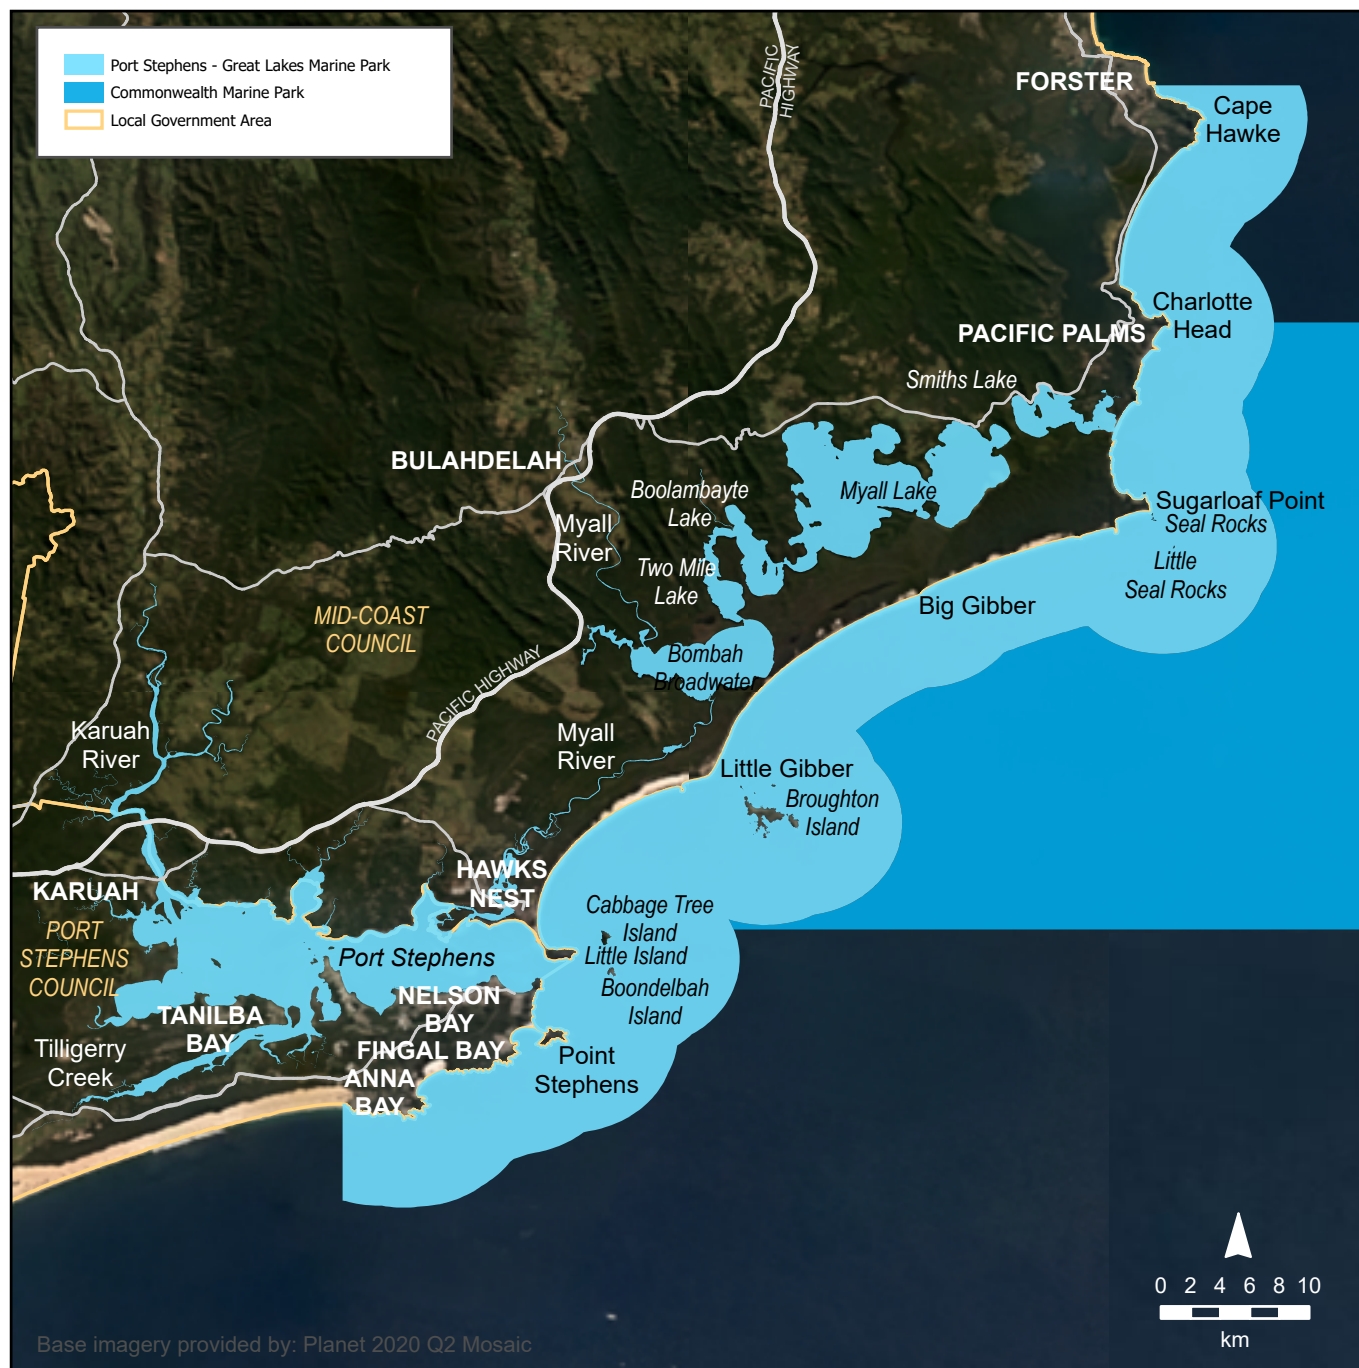 Port Stephens - Great Lakes Marine Park
Commonwealth Marine Park
Local Government Area
PACIFIC
HIGHWAY
FORSTER
Cape
Hawke
Charlotte
Head
PACIFIC PALMS
Smiths Lake
BULAHDELAH
Boolambayte
Lake
Myall Lake
Sugarloaf Point
Seal Rocks
Myall
River
Two Mile
Lake
Little
Seal Rocks
Big Gibber
MID-COAST
COUNCIL
Bombah
Broadwater
PACIFIC HIGHWAY
Karuah
River
Myall
River
Little Gibber
Broughton
Island
HAWKS
NEST
KARUAH
PORT
STEPHENS
COUNCIL
Cabbage Tree
Island
Little Island
Port Stephens
Boondelbah
Island
NELSON
BAY
TANILBA
BAY
Tilligerry
Creek
FINGAL BAY
Point
Stephens
ANNA
BAY
0 2 4 6 8 10
km
Base imagery provided by: Planet 2020 Q2 Mosaic